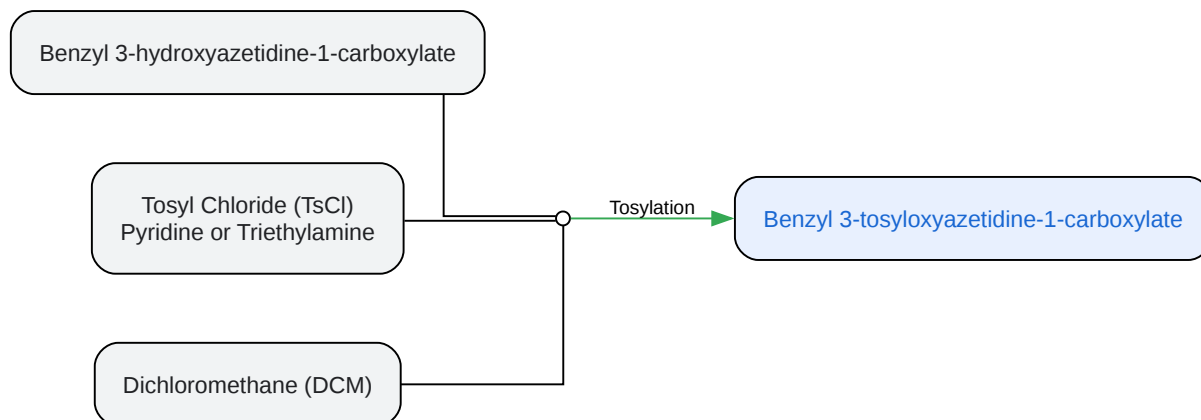 Benzyl 3-hydroxyazetidine-1-carboxylate
Tosyl Chloride (TsCl)
Pyridine or Triethylamine
Dichloromethane (DCM)
Tosylation
Benzyl 3-tosyloxyazetidine-1-carboxylate